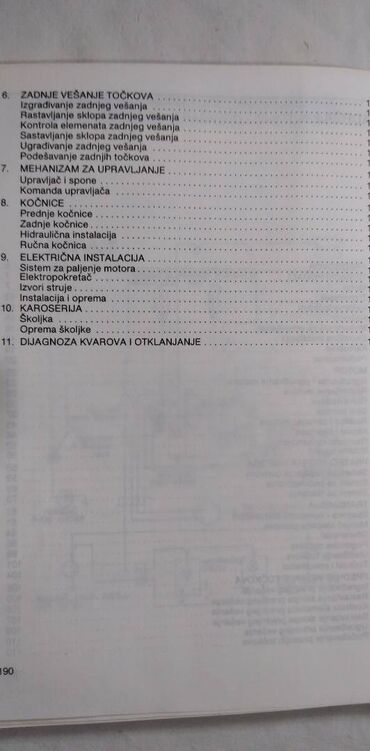 6. ZADNJE VEŠANJE TOČKOVA
Izgrađivanje zadnjeg vešanja
Rastavljanje sklopa zadnjeg vešanja
Kontrola elemenata zadnjeg vešanja
Sastavljanje sklopa zadnjeg vešanja
Ugrađivanje zadnjeg vešanja
Podešavanje zadnjih točkova
7. MEHANIZAM ZA UPRAVLJANJE
Upravljač i spone
Komanda upravljača
8. KOČNICE
Prednje kočnice
Zadnje kočnice
Hidraulična instalacija
Ručna kočnica
9. ELEKTRIČNA INSTALACIJA
Sistem za paljenje motora
Elektropokretač
Izvori struje
Instalacija i oprema
10. KAROSERIJA
Školjka
Oprema školjke
11. DIJAGNOZA KVAROVA I OTKLANJANJE
190